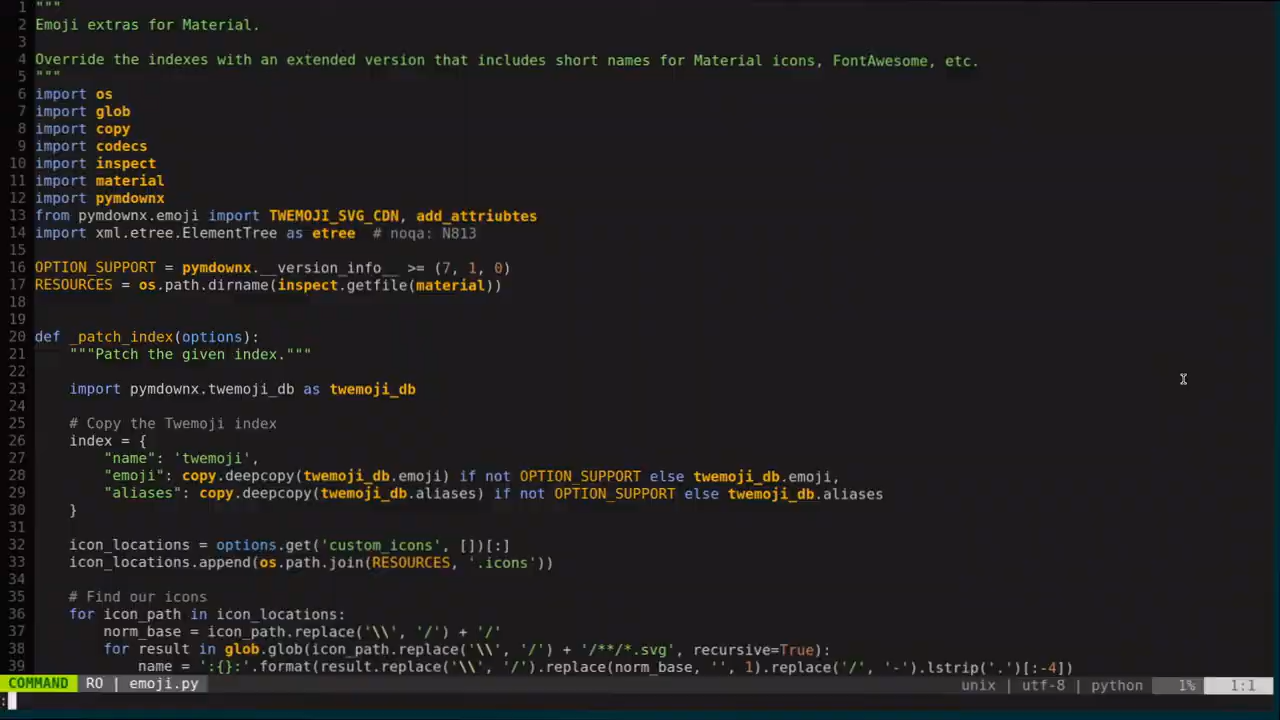 1 """
2 Emoji extras for Material.
3
4 Override the indexes with an extended version that includes short names for Material icons, FontAwesome, etc.
5 """
6 import os
7 import glob
8 import copy
9 import codecs
10 import inspect
11 import material
12 import pymdownx
13 from pymdownx.emoji import TWEMOJI_SVG_CDN, add_attriubtes
14 import xml.etree.ElementTree as etree  # noqa: N813
15
16 OPTION_SUPPORT = pymdownx.__version_info__ >= (7, 1, 0)
17 RESOURCES = os.path.dirname(inspect.getfile(material))
18
19
20 def _patch_index(options):
21     """Patch the given index."""
22
23     import pymdownx.twemoji_db as twemoji_db
24
25     # Copy the Twemoji index
26     index = {
27         "name": 'twemoji',
28         "emoji": copy.deepcopy(twemoji_db.emoji) if not OPTION_SUPPORT else twemoji_db.emoji,
29         "aliases": copy.deepcopy(twemoji_db.aliases) if not OPTION_SUPPORT else twemoji_db.aliases
30     }
31
32     icon_locations = options.get('custom_icons', [])[:]
33     icon_locations.append(os.path.join(RESOURCES, '.icons'))
34
35     # Find our icons
36     for icon_path in icon_locations:
37         norm_base = icon_path.replace('\\', '/') + '/'
38         for result in glob.glob(icon_path.replace('\\', '/') + '/**/*.svg', recursive=True):
39             name = ':{}:'.format(result.replace('\\', '/').replace(norm_base, '', 1).replace('/', '-').lstrip('.')[:-4])
COMMAND RO | emoji.py unix | utf-8 | python 1% 1:1
: